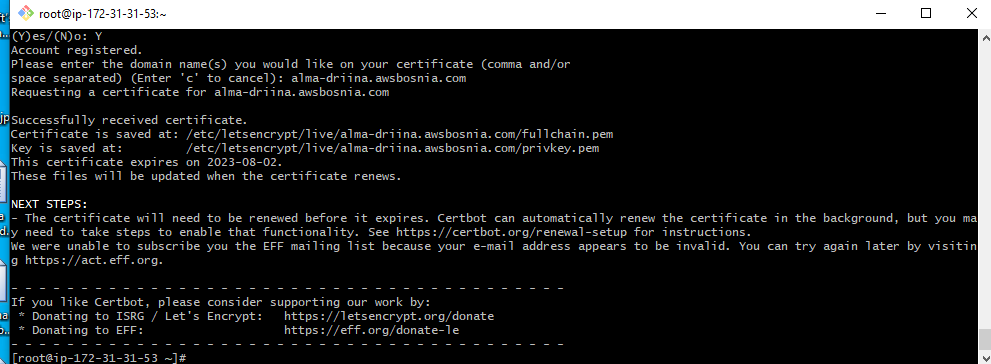 root@ip-172-31-31-53:~
(Y)es/(N)o: Y
Account registered.
Please enter the domain name(s) you would like on your certificate (comma and/or
space separated) (Enter 'c' to cancel): alma-driina.awsbosnia.com
Requesting a certificate for alma-driina.awsbosnia.com
Successfully received certificate.
Certificate is saved at: /etc/letsencrypt/live/alma-driina.awsbosnia.com/fullchain.pem
Key is saved at: /etc/letsencrypt/live/alma-driina.awsbosnia.com/privkey.pem
This certificate expires on 2023-08-02.
These files will be updated when the certificate renews.
NEXT STEPS:
- The certificate will need to be renewed before it expires. Certbot can automatically renew the certificate in the background, but you ma
y need to take steps to enable that functionality. See https://certbot.org/renewal-setup for instructions.
We were unable to subscribe you the EFF mailing list because your e-mail address appears to be invalid. You can try again later by visitin
g https://act.eff.org.
- - - - - - - - - - - - - - - - - - - - - - - - - - - - - - - - - - - - - - - -
If you like Certbot, please consider supporting our work by:
* Donating to ISRG / Let's Encrypt: https://letsencrypt.org/donate
* Donating to EFF: https://eff.org/donate-le
- - - - - - - - - - - - - - - - - - - - - - - - - - - - - - - - - - - - - - - -
[root@ip-172-31-31-53 ~]#